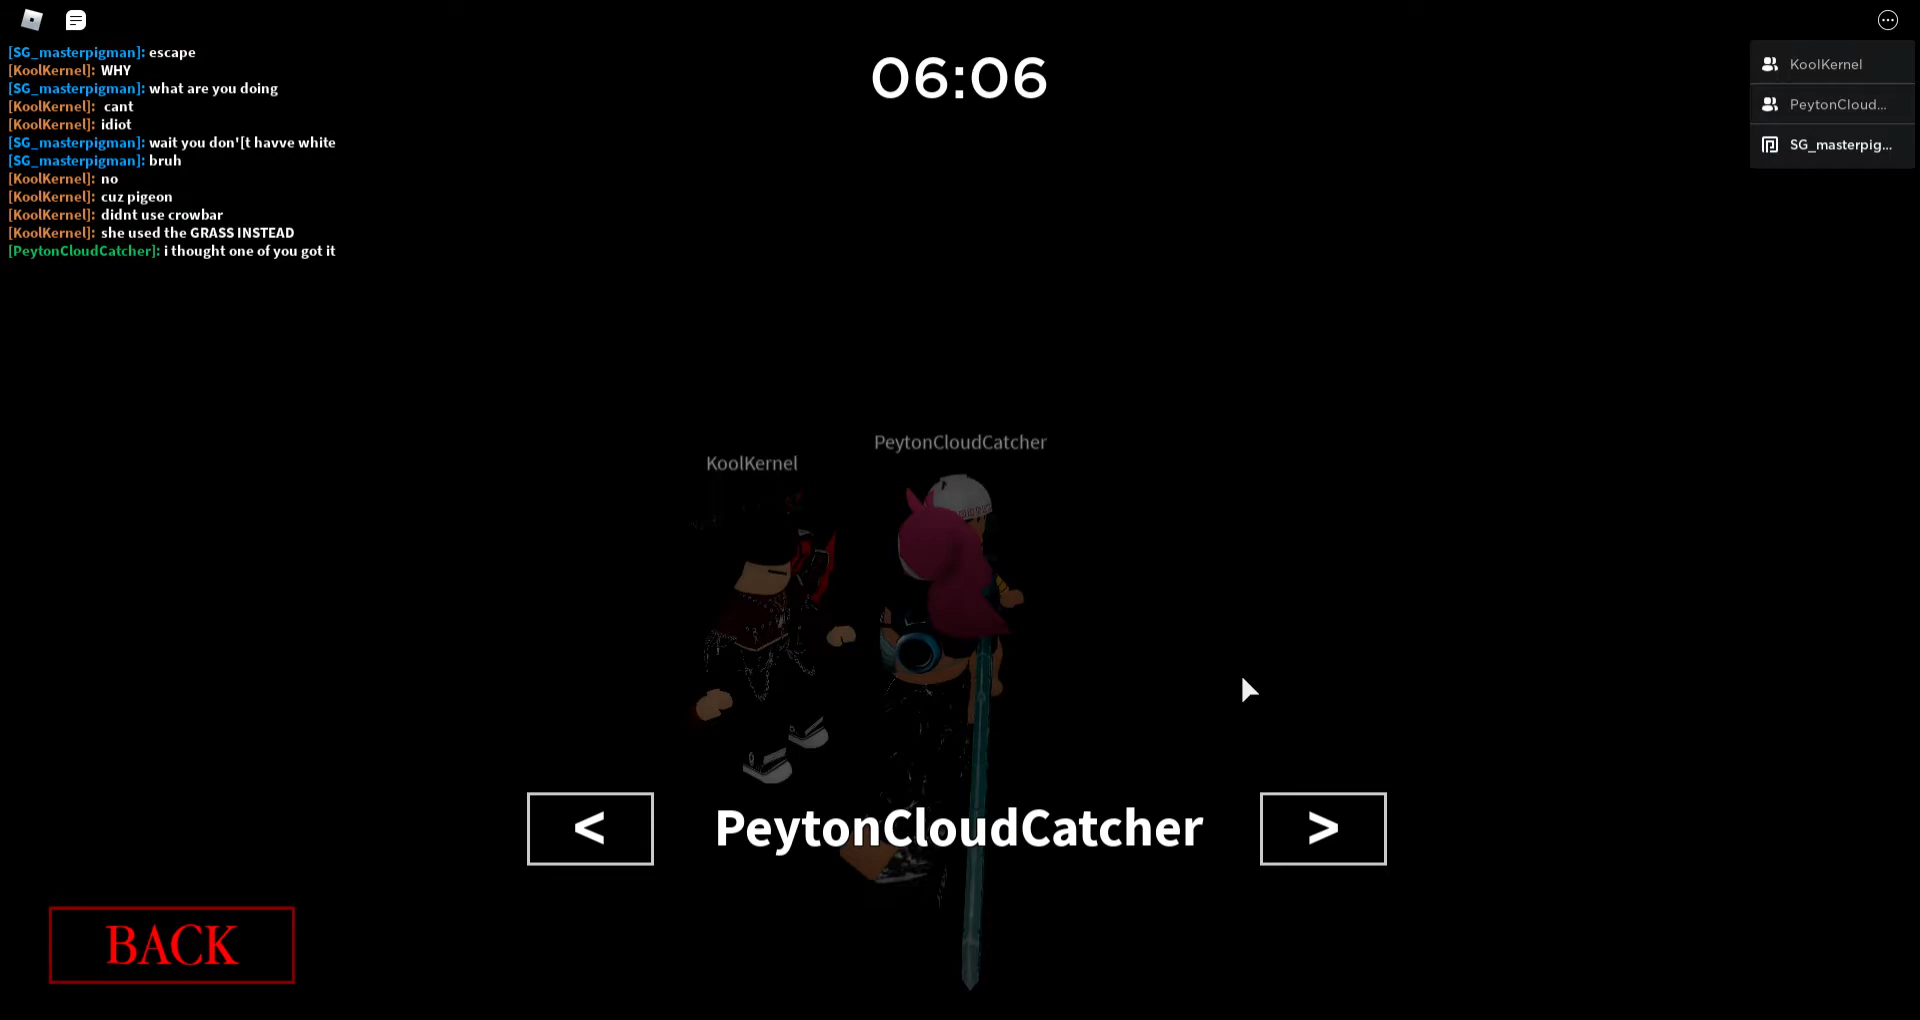 [SG_masterpigman]: escape
[KoolKernel]: WHY
[SG_masterpigman]: what are you doing
[KoolKernel]: cant
[KoolKernel]: idiot
[SG_masterpigman]: wait you don'[t havve white
[SG_masterpigman]: bruh
[KoolKernel]: no
[KoolKernel]: cuz pigeon
[KoolKernel]: didnt use crowbar
[KoolKernel]: she used the GRASS INSTEAD
[PeytonCloudCatcher]: i thought one of you got it
06:06
KoolKernel
PeytonCloud...
SG_masterpig...
PeytonCloudCatcher
KoolKernel
<
PeytonCloudCatcher
>
BACK